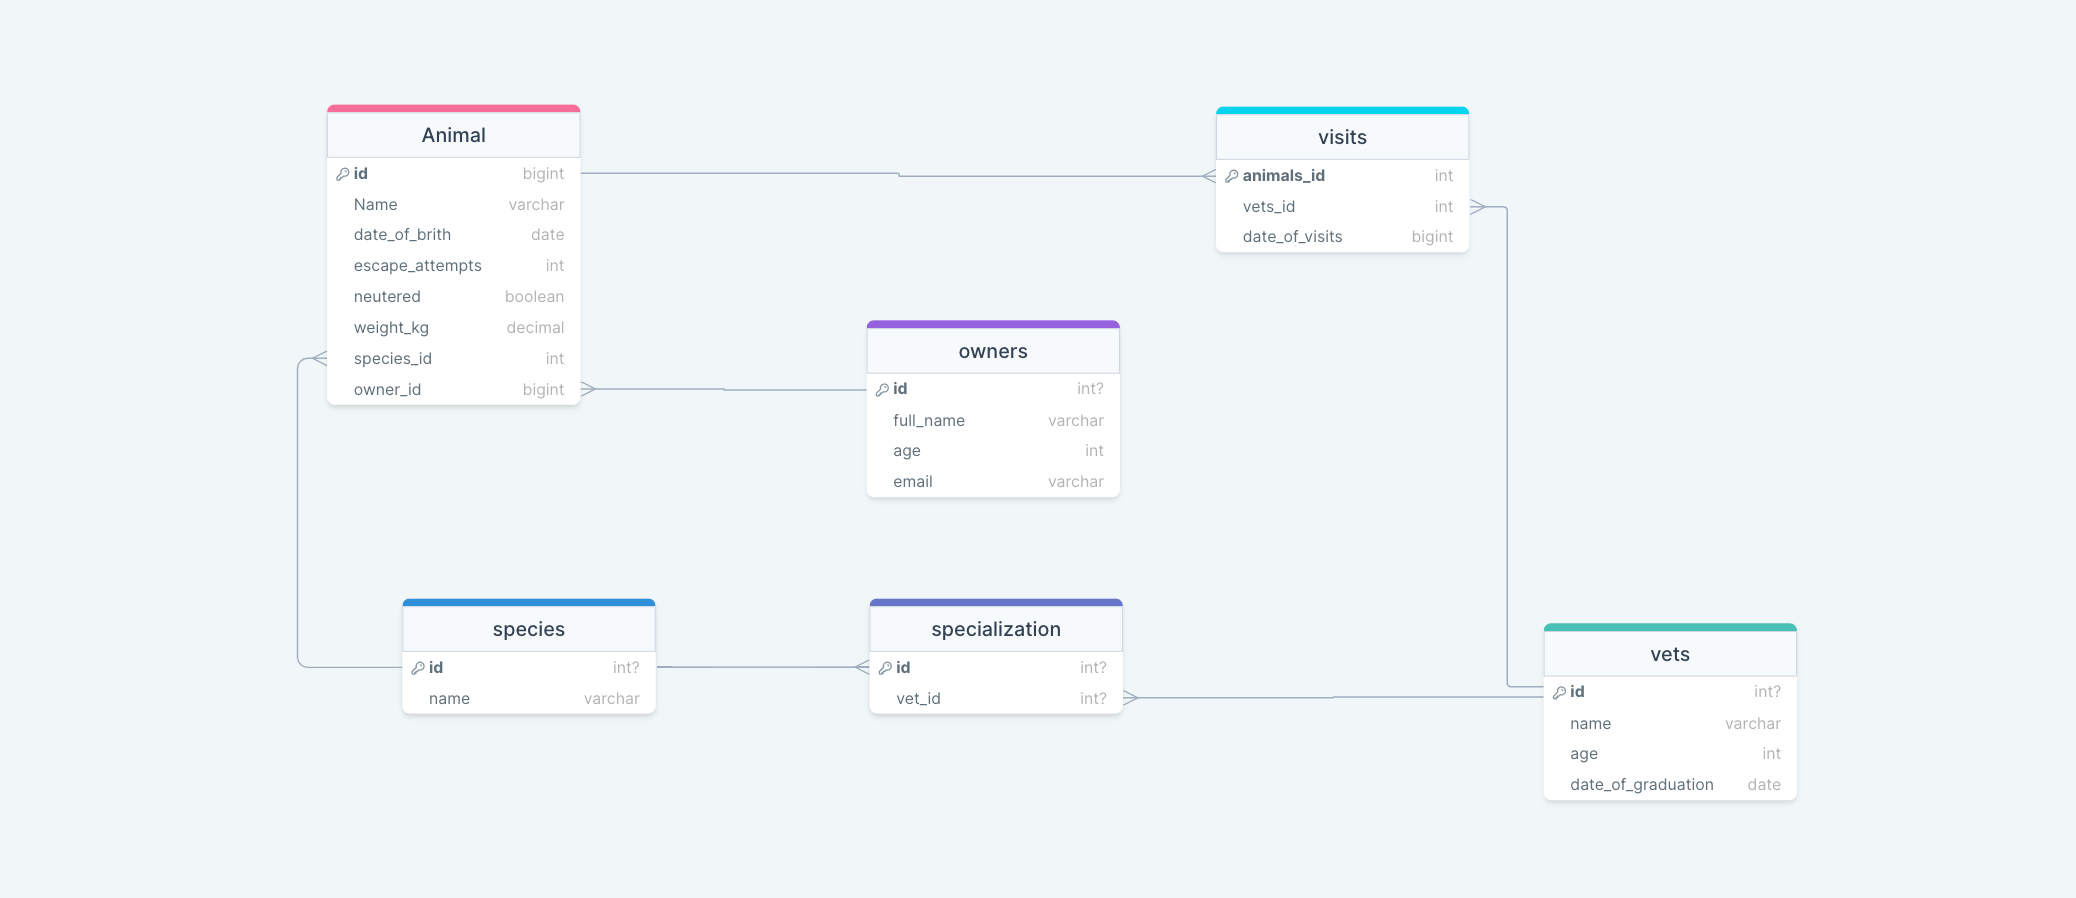 Animal
id bigint
Name varchar
date_of_brith date
escape_attempts int
neutered boolean
weight_kg decimal
species_id int
owner_id bigint
visits
animals_id int
vets_id int
date_of_visits bigint
owners
id int?
full_name varchar
age int
email varchar
species
id int?
name varchar
specialization
id int?
vet_id int?
vets
id int?
name varchar
age int
date_of_graduation date